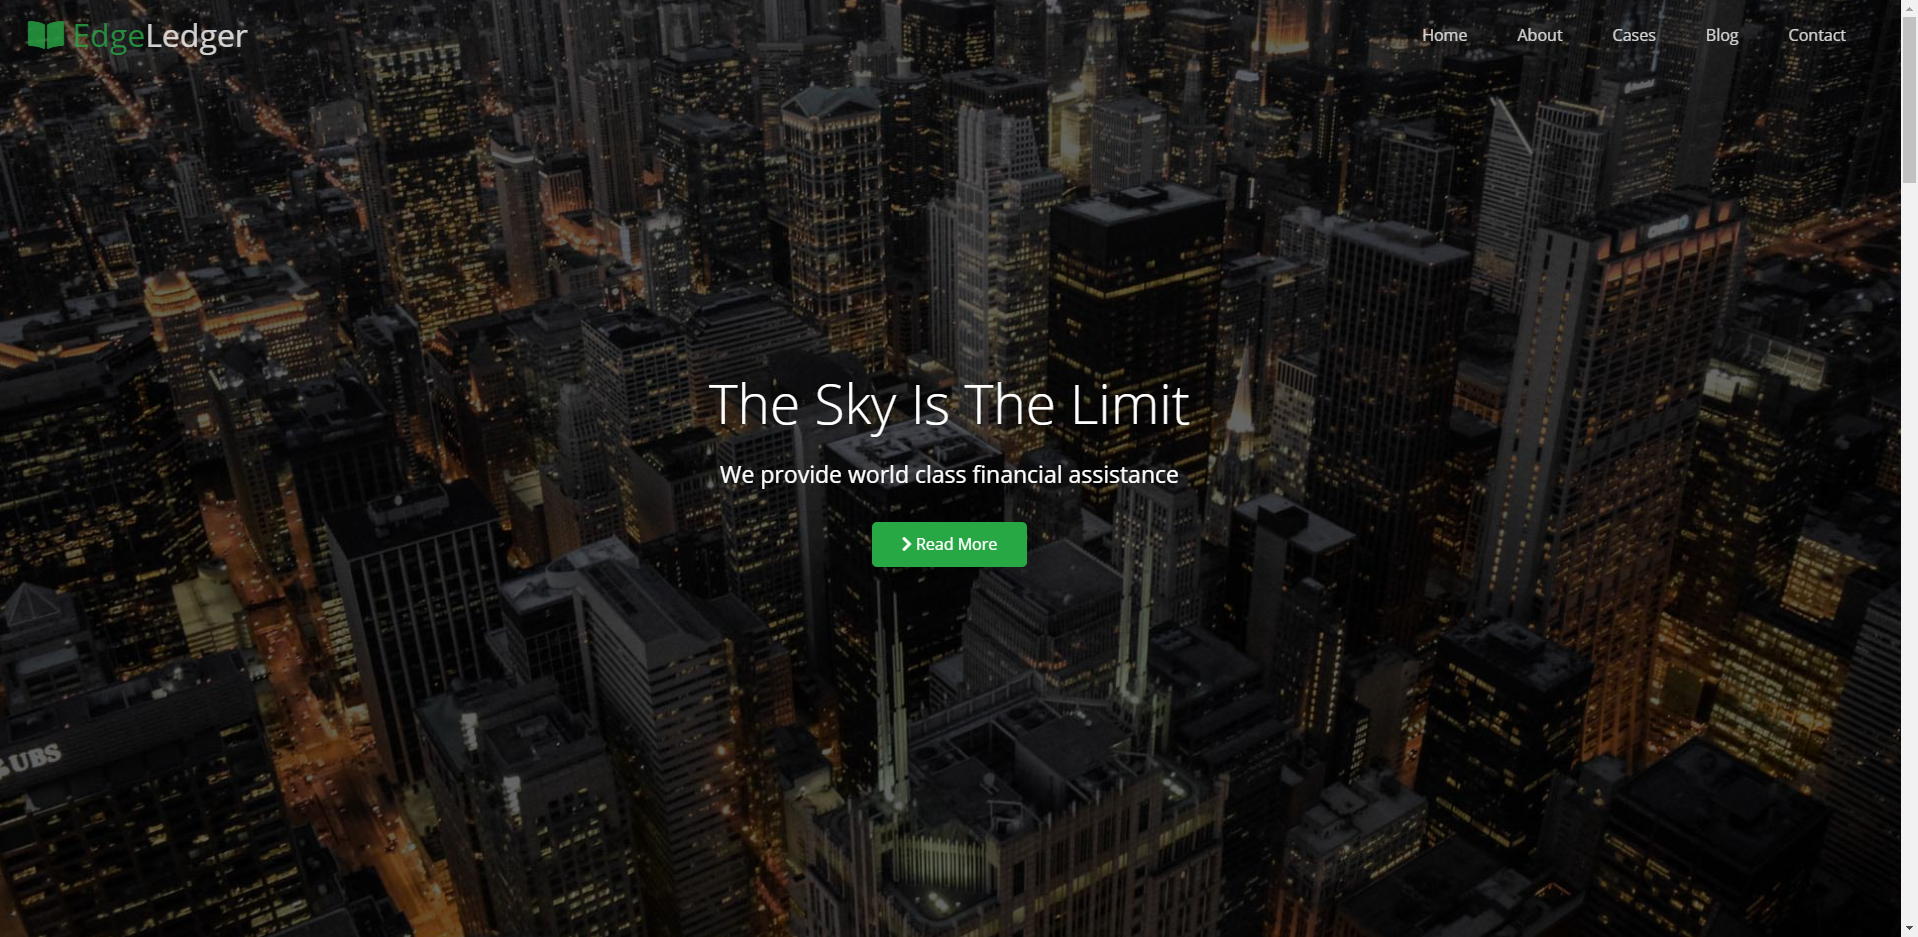 EdgeLedger
Home About Cases Blog Contact
The Sky Is The Limit
We provide world class financial assistance
Read More
UBS